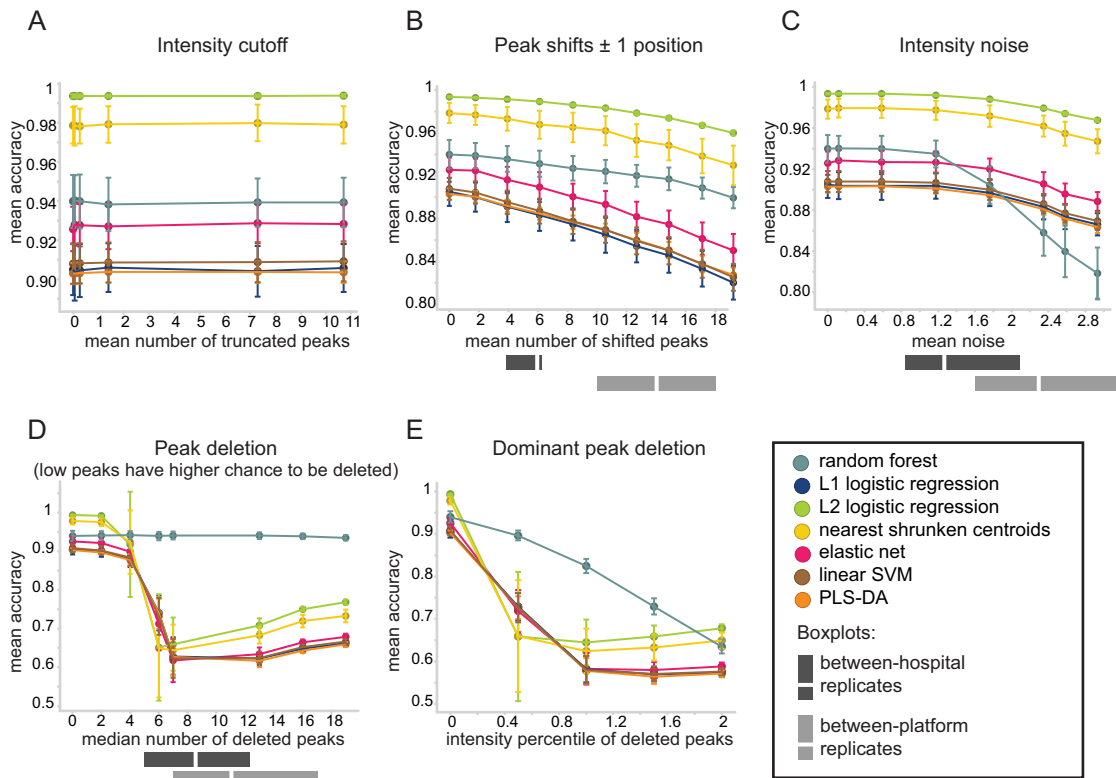 A
Intensity cutoff
1
0.98
0.96
0.94
0.92
0.90
mean accuracy
0 1 2 3 4 5 6 7 8 9 10 11
mean number of truncated peaks
B
Peak shifts ± 1 position
1
0.96
0.92
0.88
0.84
0.80
mean accuracy
0 2 4 6 8 10 12 14 16 18
mean number of shifted peaks
C
Intensity noise
1
0.96
0.92
0.88
0.84
0.80
mean accuracy
0 0.4 0.8 1.2 1.6 2 2.4 2.8
mean noise
D
Peak deletion
(low peaks have higher chance to be deleted)
1
0.9
0.8
0.7
0.6
0.5
mean accuracy
0 2 4 6 8 10 12 14 16 18
median number of deleted peaks
E
Dominant peak deletion
1
0.9
0.8
0.7
0.6
0.5
mean accuracy
0 0.4 0.8 1.2 1.6 2
intensity percentile of deleted peaks
random forest
L1 logistic regression
L2 logistic regression
nearest shrunken centroids
elastic net
linear SVM
PLS-DA
Boxplots:
between-hospital
replicates
between-platform
replicates